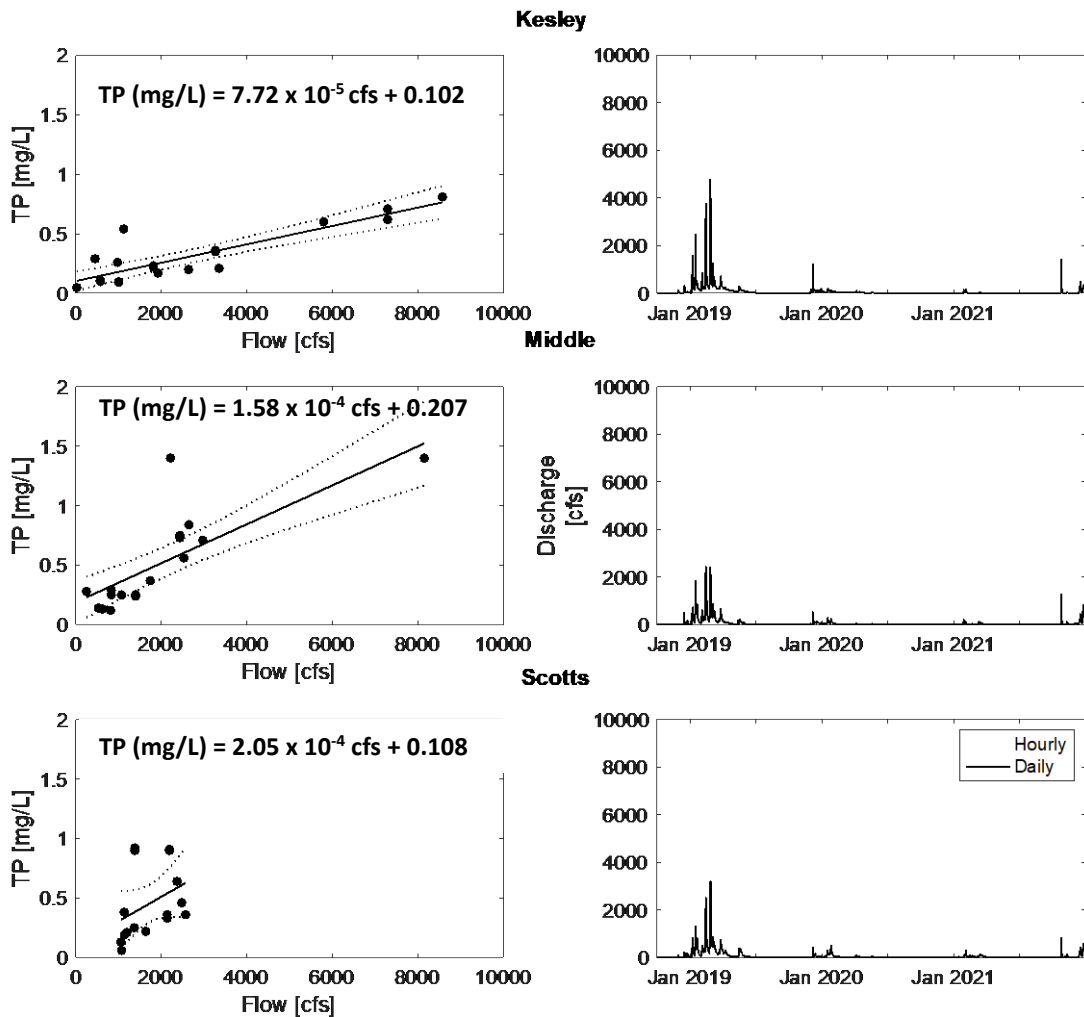 Kesley
TP (mg/L) = 7.72 x 10-5 cfs + 0.102
TP [mg/L]
2
1.5
1
0.5
0
0 2000 4000 6000 8000 10000
Flow [cfs]
10000
8000
6000
4000
2000
0
Jan 2019 Jan 2020 Jan 2021
Middle
TP (mg/L) = 1.58 x 10-4 cfs + 0.207
TP [mg/L]
2
1.5
1
0.5
0
0 2000 4000 6000 8000 10000
Flow [cfs]
Discharge
[cfs]
10000
8000
6000
4000
2000
0
Jan 2019 Jan 2020 Jan 2021
Scotts
TP (mg/L) = 2.05 x 10-4 cfs + 0.108
TP [mg/L]
2
1.5
1
0.5
0
0 2000 4000 6000 8000 10000
Flow [cfs]
10000
8000
6000
4000
2000
0
Hourly
Daily
Jan 2019 Jan 2020 Jan 2021